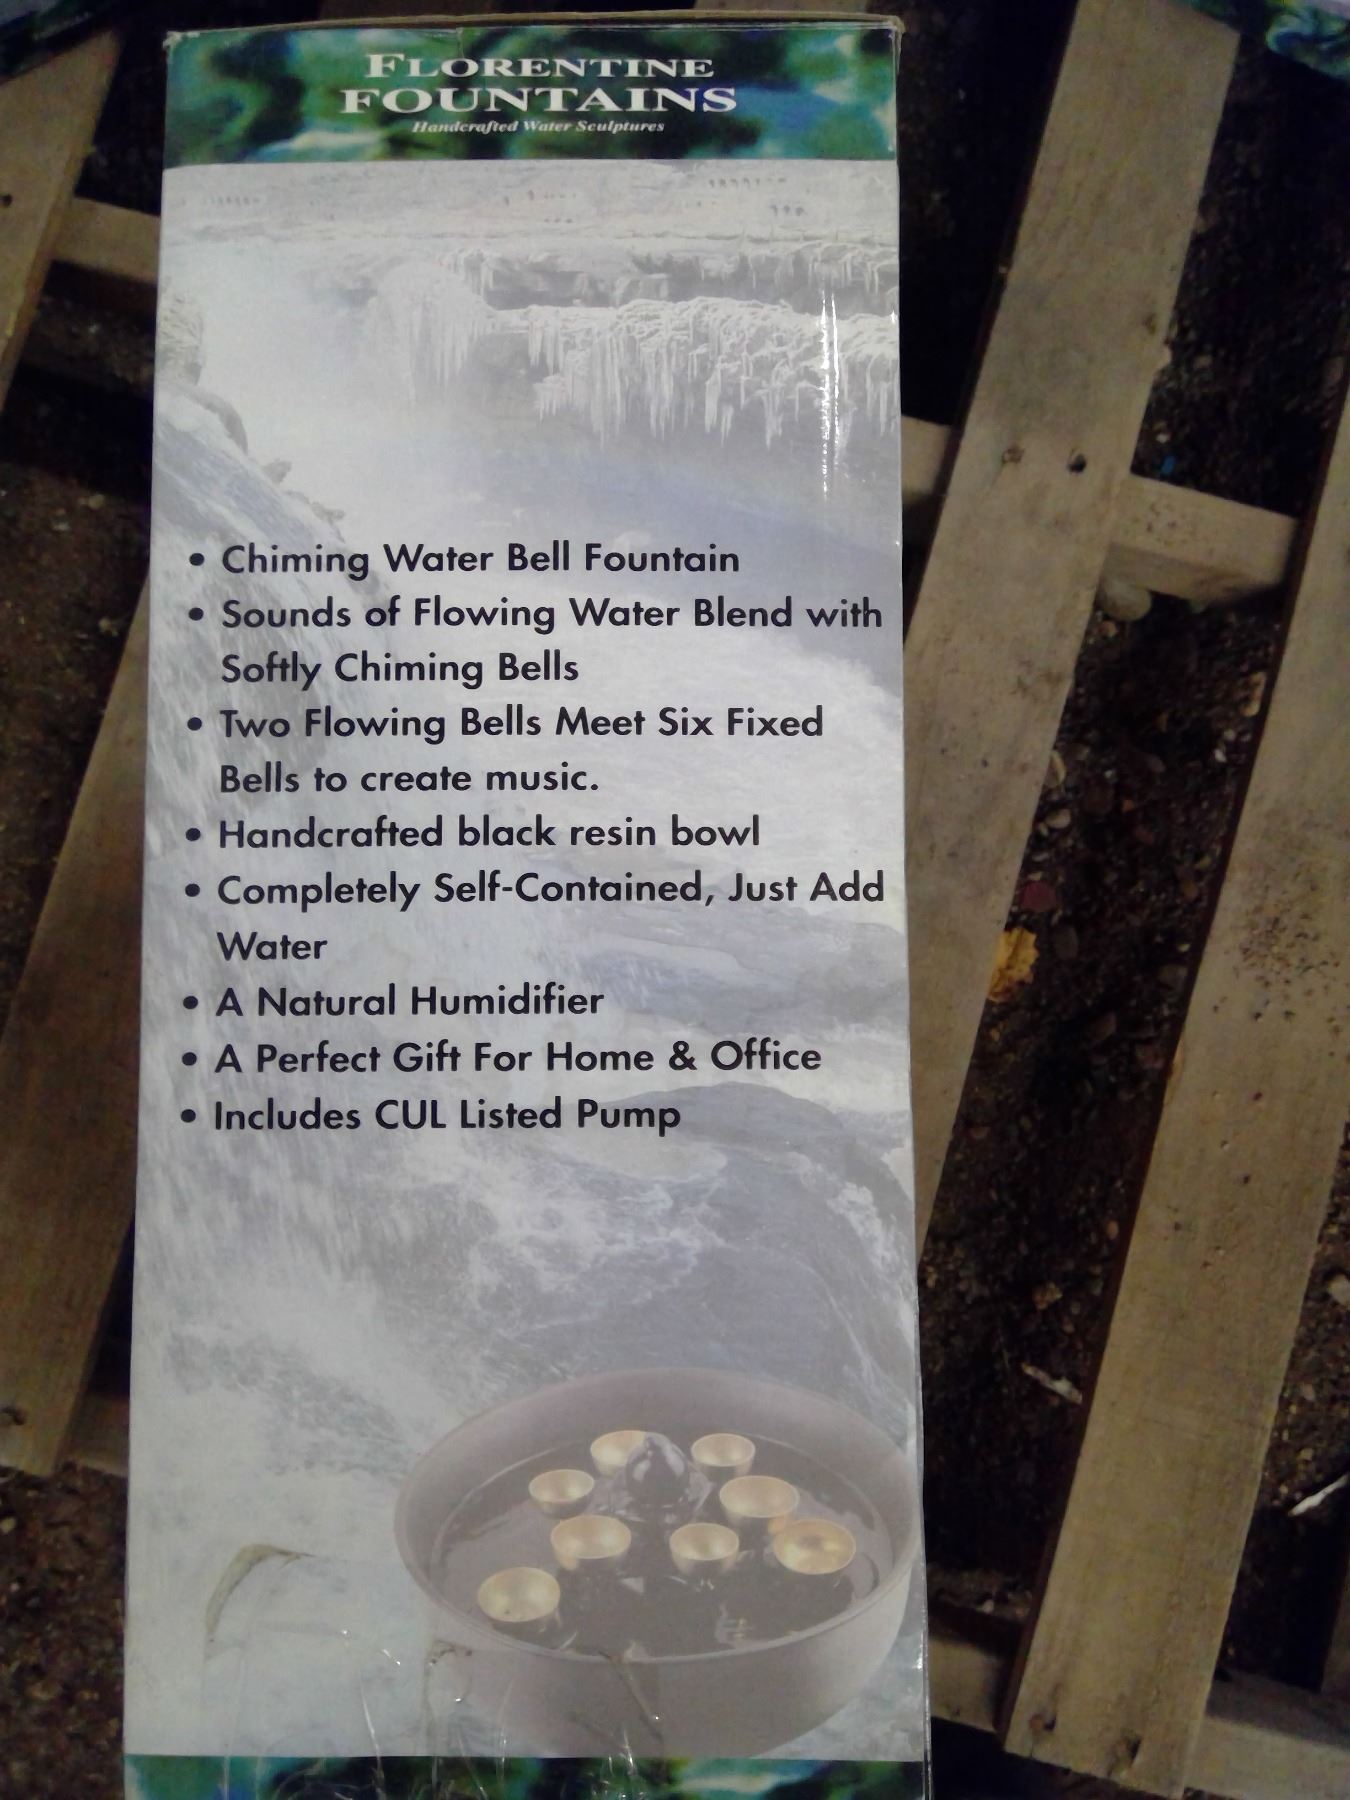 FLORENTINE
FOUNTAINS
Handcrafted Water Sculptures
• Chiming Water Bell Fountain
• Sounds of Flowing Water Blend with
Softly Chiming Bells
• Two Flowing Bells Meet Six Fixed
Bells to create music.
• Handcrafted black resin bowl
• Completely Self-Contained, Just Add
Water
• A Natural Humidifier
• A Perfect Gift For Home & Office
• Includes CUL Listed Pump